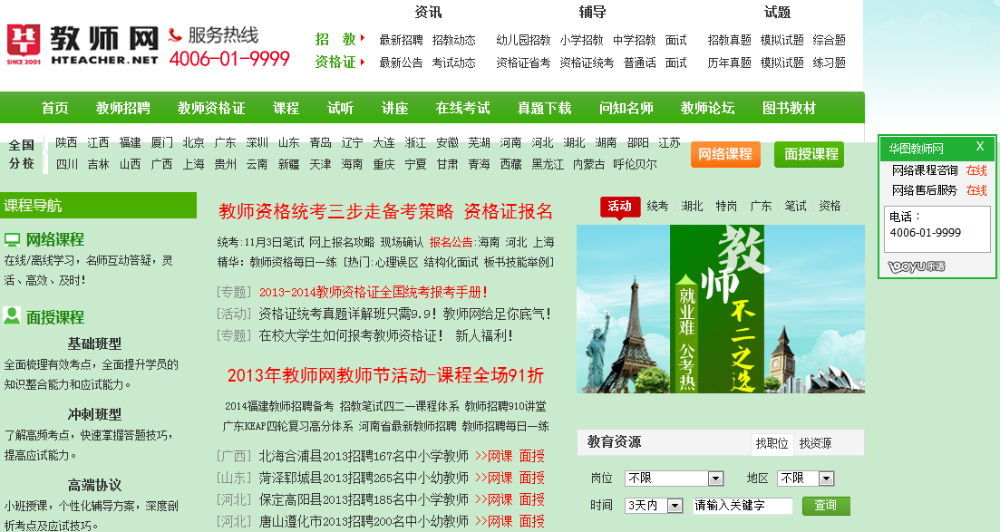 教师网
SINCE 2001
HTEACHER.NET
服务热线
4006-01-9999
资讯 辅导 试题
招 教 最新招聘 招教动态 幼儿园招教 小学招教 中学招教 面试 招教真题 模拟试题 综合题
资格证 最新公告 考试动态 资格证省考 资格证统考 普通话 面试 历年真题 模拟试题 练习题
首页 教师招聘 教师资格证 课程 试听 讲座 在线考试 真题下载 问知名师 教师论坛 图书教材
全国分校
陕西 江西 福建 厦门 北京 广东 深圳 山东 青岛 辽宁 大连 浙江 安徽 芜湖 河南 河北 湖北 湖南 邵阳 江苏
四川 吉林 山西 广西 上海 贵州 云南 新疆 天津 海南 重庆 宁夏 甘肃 青海 西藏 黑龙江 内蒙古 呼伦贝尔
网络课程 面授课程
华图教师网 X
网络课程咨询 在线
网络售后服务 在线
电话：
4006-01-9999
BOYU乐语
课程导航
网络课程
在线/离线学习，名师互动答疑，灵
活、高效、及时！
面授课程
基础班型
全面梳理有效考点，全面提升学员的
知识整合能力和应试能力。
冲刺班型
了解高频考点，快速掌握答题技巧，
提高应试能力。
高端协议
小班授课，个性化辅导方案，深度剖
析考点及应试技巧。
教师资格统考三步走备考策略 资格证报名
统考:11月3日笔试 网上报名攻略 现场确认 报名公告:海南 河北 上海
精华：教师资格每日一练 [热门:心理误区 结构化面试 板书技能举例]
[专题] 2013-2014教师资格证全国统考报考手册！
[活动] 资格证统考真题详解班只需9.9！教师网给足你底气！
[专题] 在校大学生如何报考教师资格证！ 新人福利！
2013年教师网教师节活动-课程全场91折
2014福建教师招聘备考 招教笔试四二一课程体系 教师招聘910讲堂
广东KEAP四轮复习高分体系 河南省最新教师招聘 教师招聘每日一练
[广西] 北海合浦县2013招聘167名中小学教师 >>网课 面授
[山东] 菏泽郓城县2013招聘265名中小幼教师 >>网课 面授
[河北] 保定高阳县2013招聘185名中小学教师 >>网课 面授
[河北] 唐山遵化市2013招聘200名中小幼教师 >>网课 面授
活动 统考 湖北 特岗 广东 笔试 资格
教师
不二之选
就业难 公考热
教育资源 找职位 找资源
岗位 不限 地区 不限
时间 3天内 请输入关键字 查询